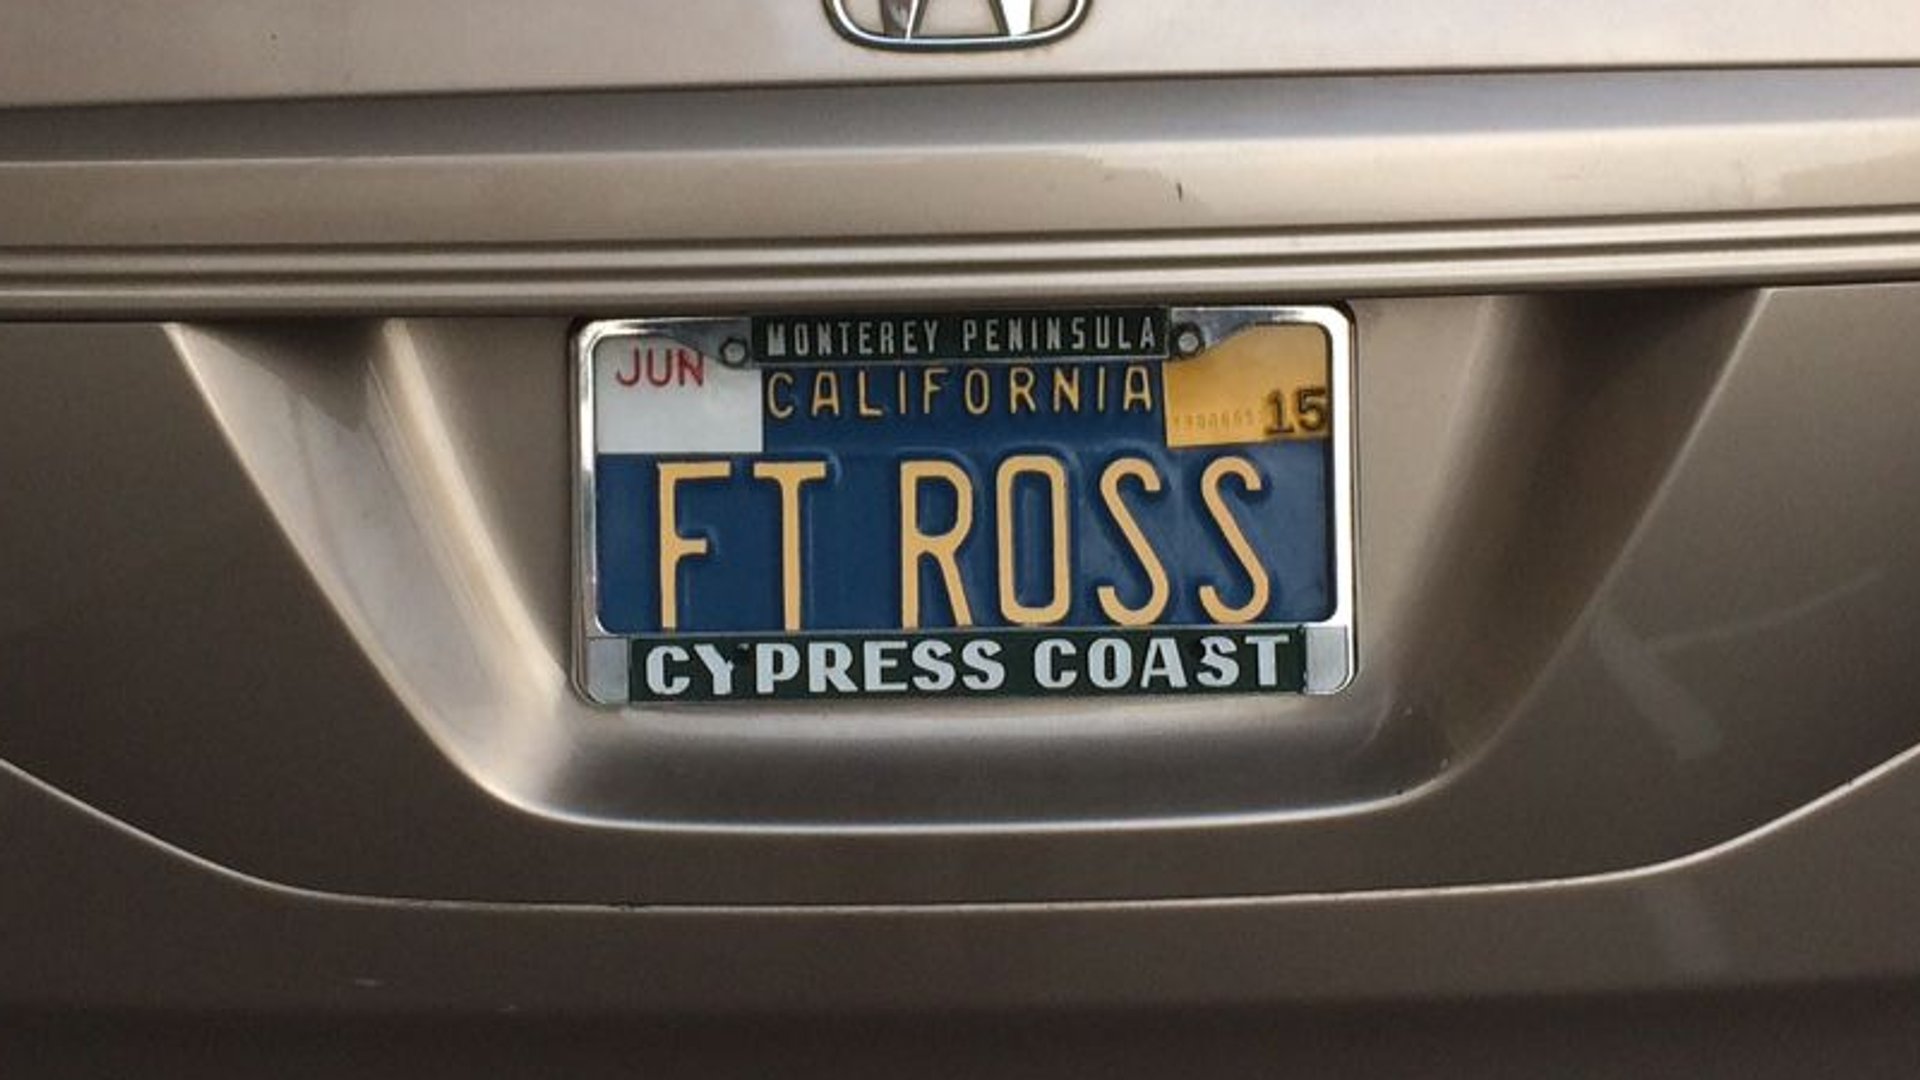 MONTEREY PENINSULA
JUN CALIFORNIA 15
FT ROSS
CYPRESS COAST